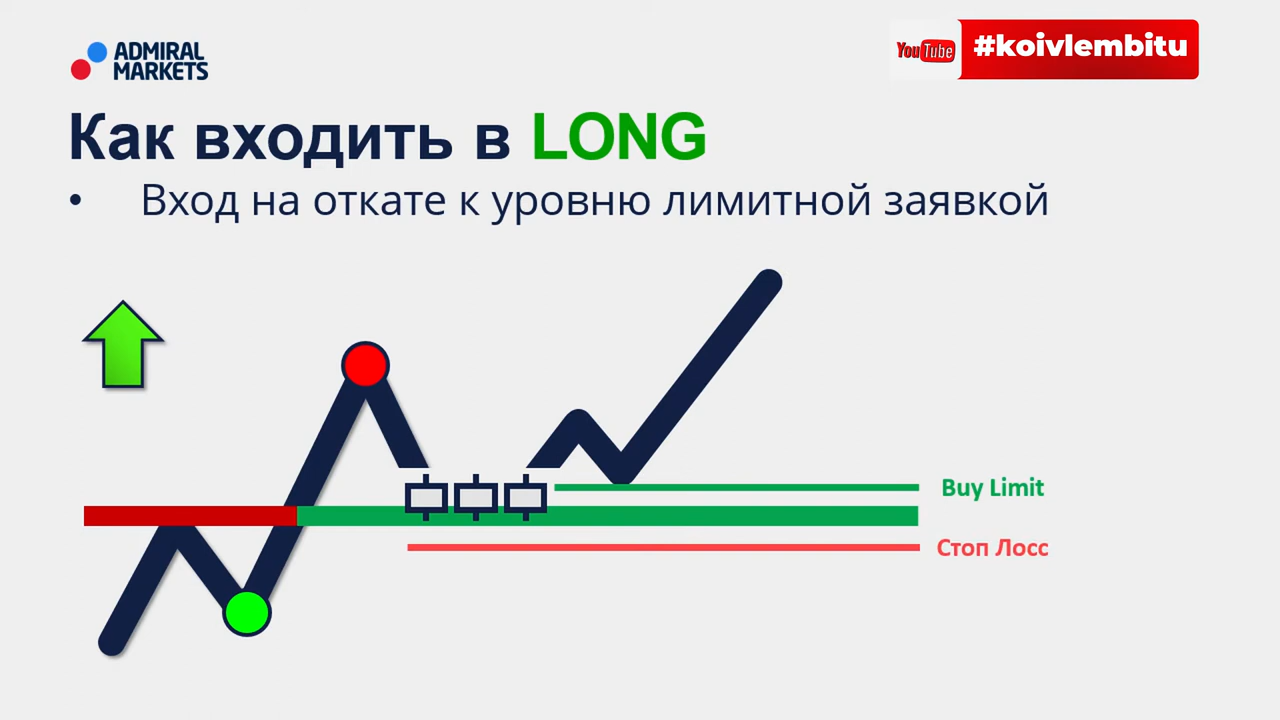 ADMIRAL
MARKETS
YouTube
#koivlembitu
Как входить в LONG
• Вход на откате к уровню лимитной заявкой
Buy Limit
Стоп Лосс